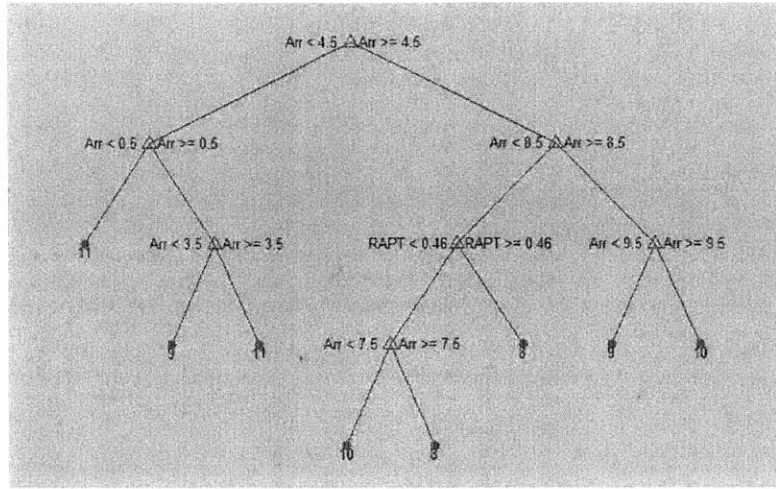 Arr < 4.5 Arr >= 4.5
Arr < 0.5 Arr >= 0.5 Arr < 8.5 Arr >= 8.5
11 Arr < 3.5 Arr >= 3.5 RAPT < 0.46 RAPT >= 0.46 Arr < 9.5 Arr >= 9.5
9 11 Arr < 7.5 Arr >= 7.5 8 9 10
10 8